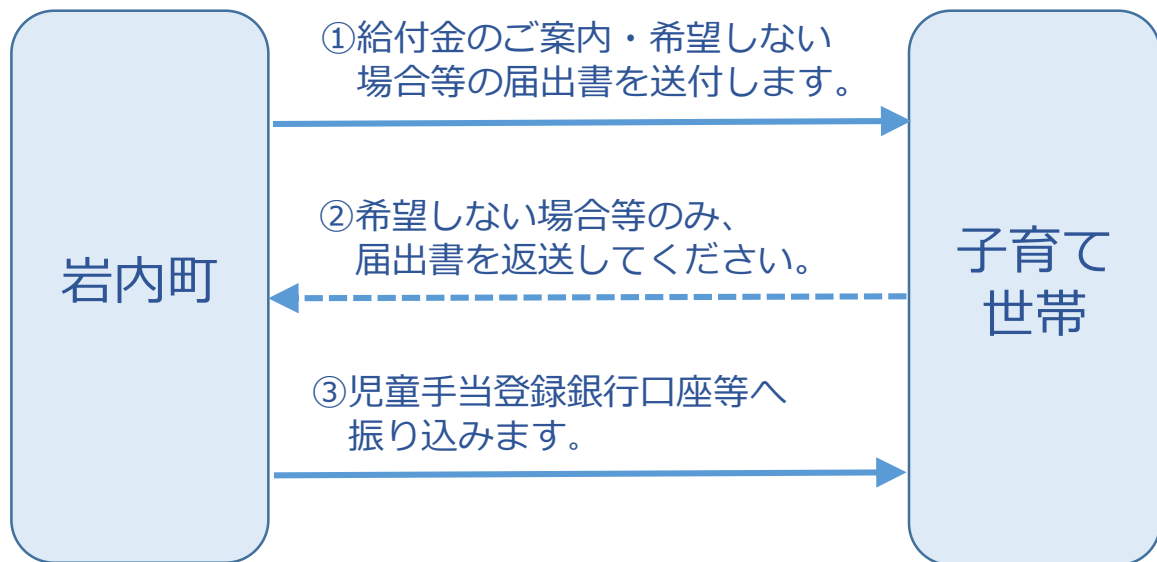 岩内町
①給付金のご案内・希望しない
場合等の届出書を送付します。
②希望しない場合等のみ、
届出書を返送してください。
③児童手当登録銀行口座等へ
振り込みます。
子育て
世帯